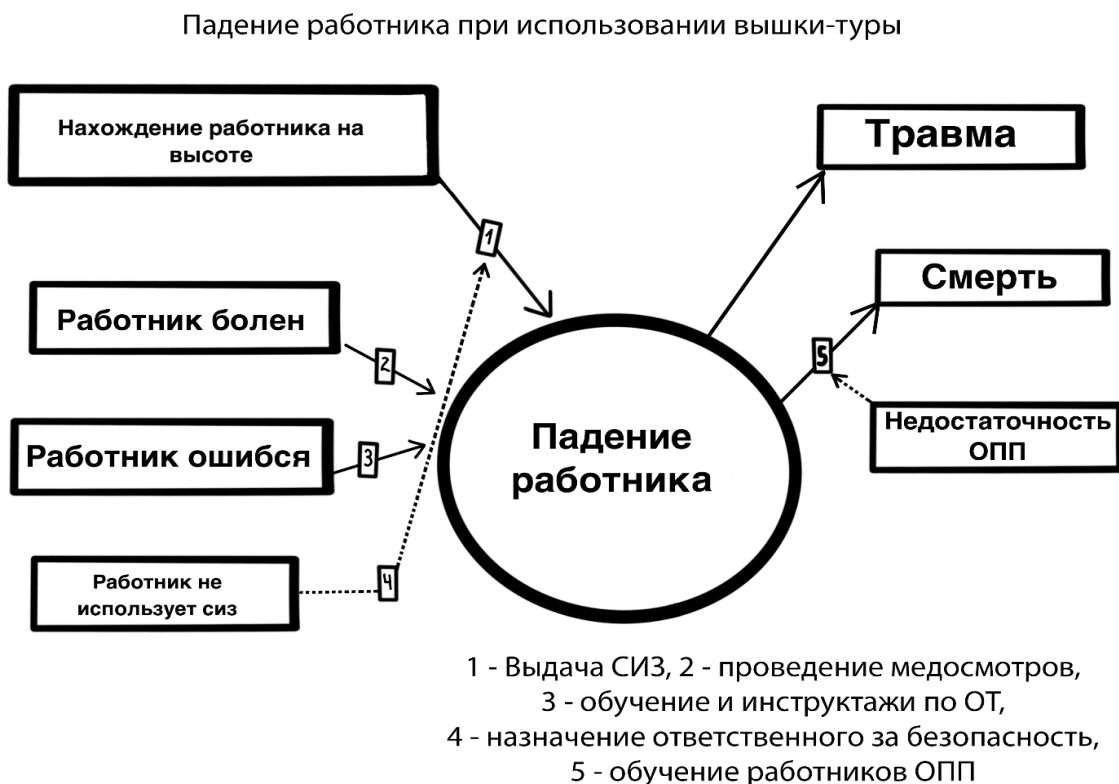 Падение работника при использовании вышки-туры
Нахождение работника на
высоте
Травма
1
Работник болен
Смерть
2
5
Работник ошибся
3
Падение
работника
Недостаточность
ОПП
Работник не
использует сиз
4
1 - Выдача СИЗ, 2 - проведение медосмотров,
3 - обучение и инструктажи по ОТ,
4 - назначение ответственного за безопасность,
5 - обучение работников ОПП